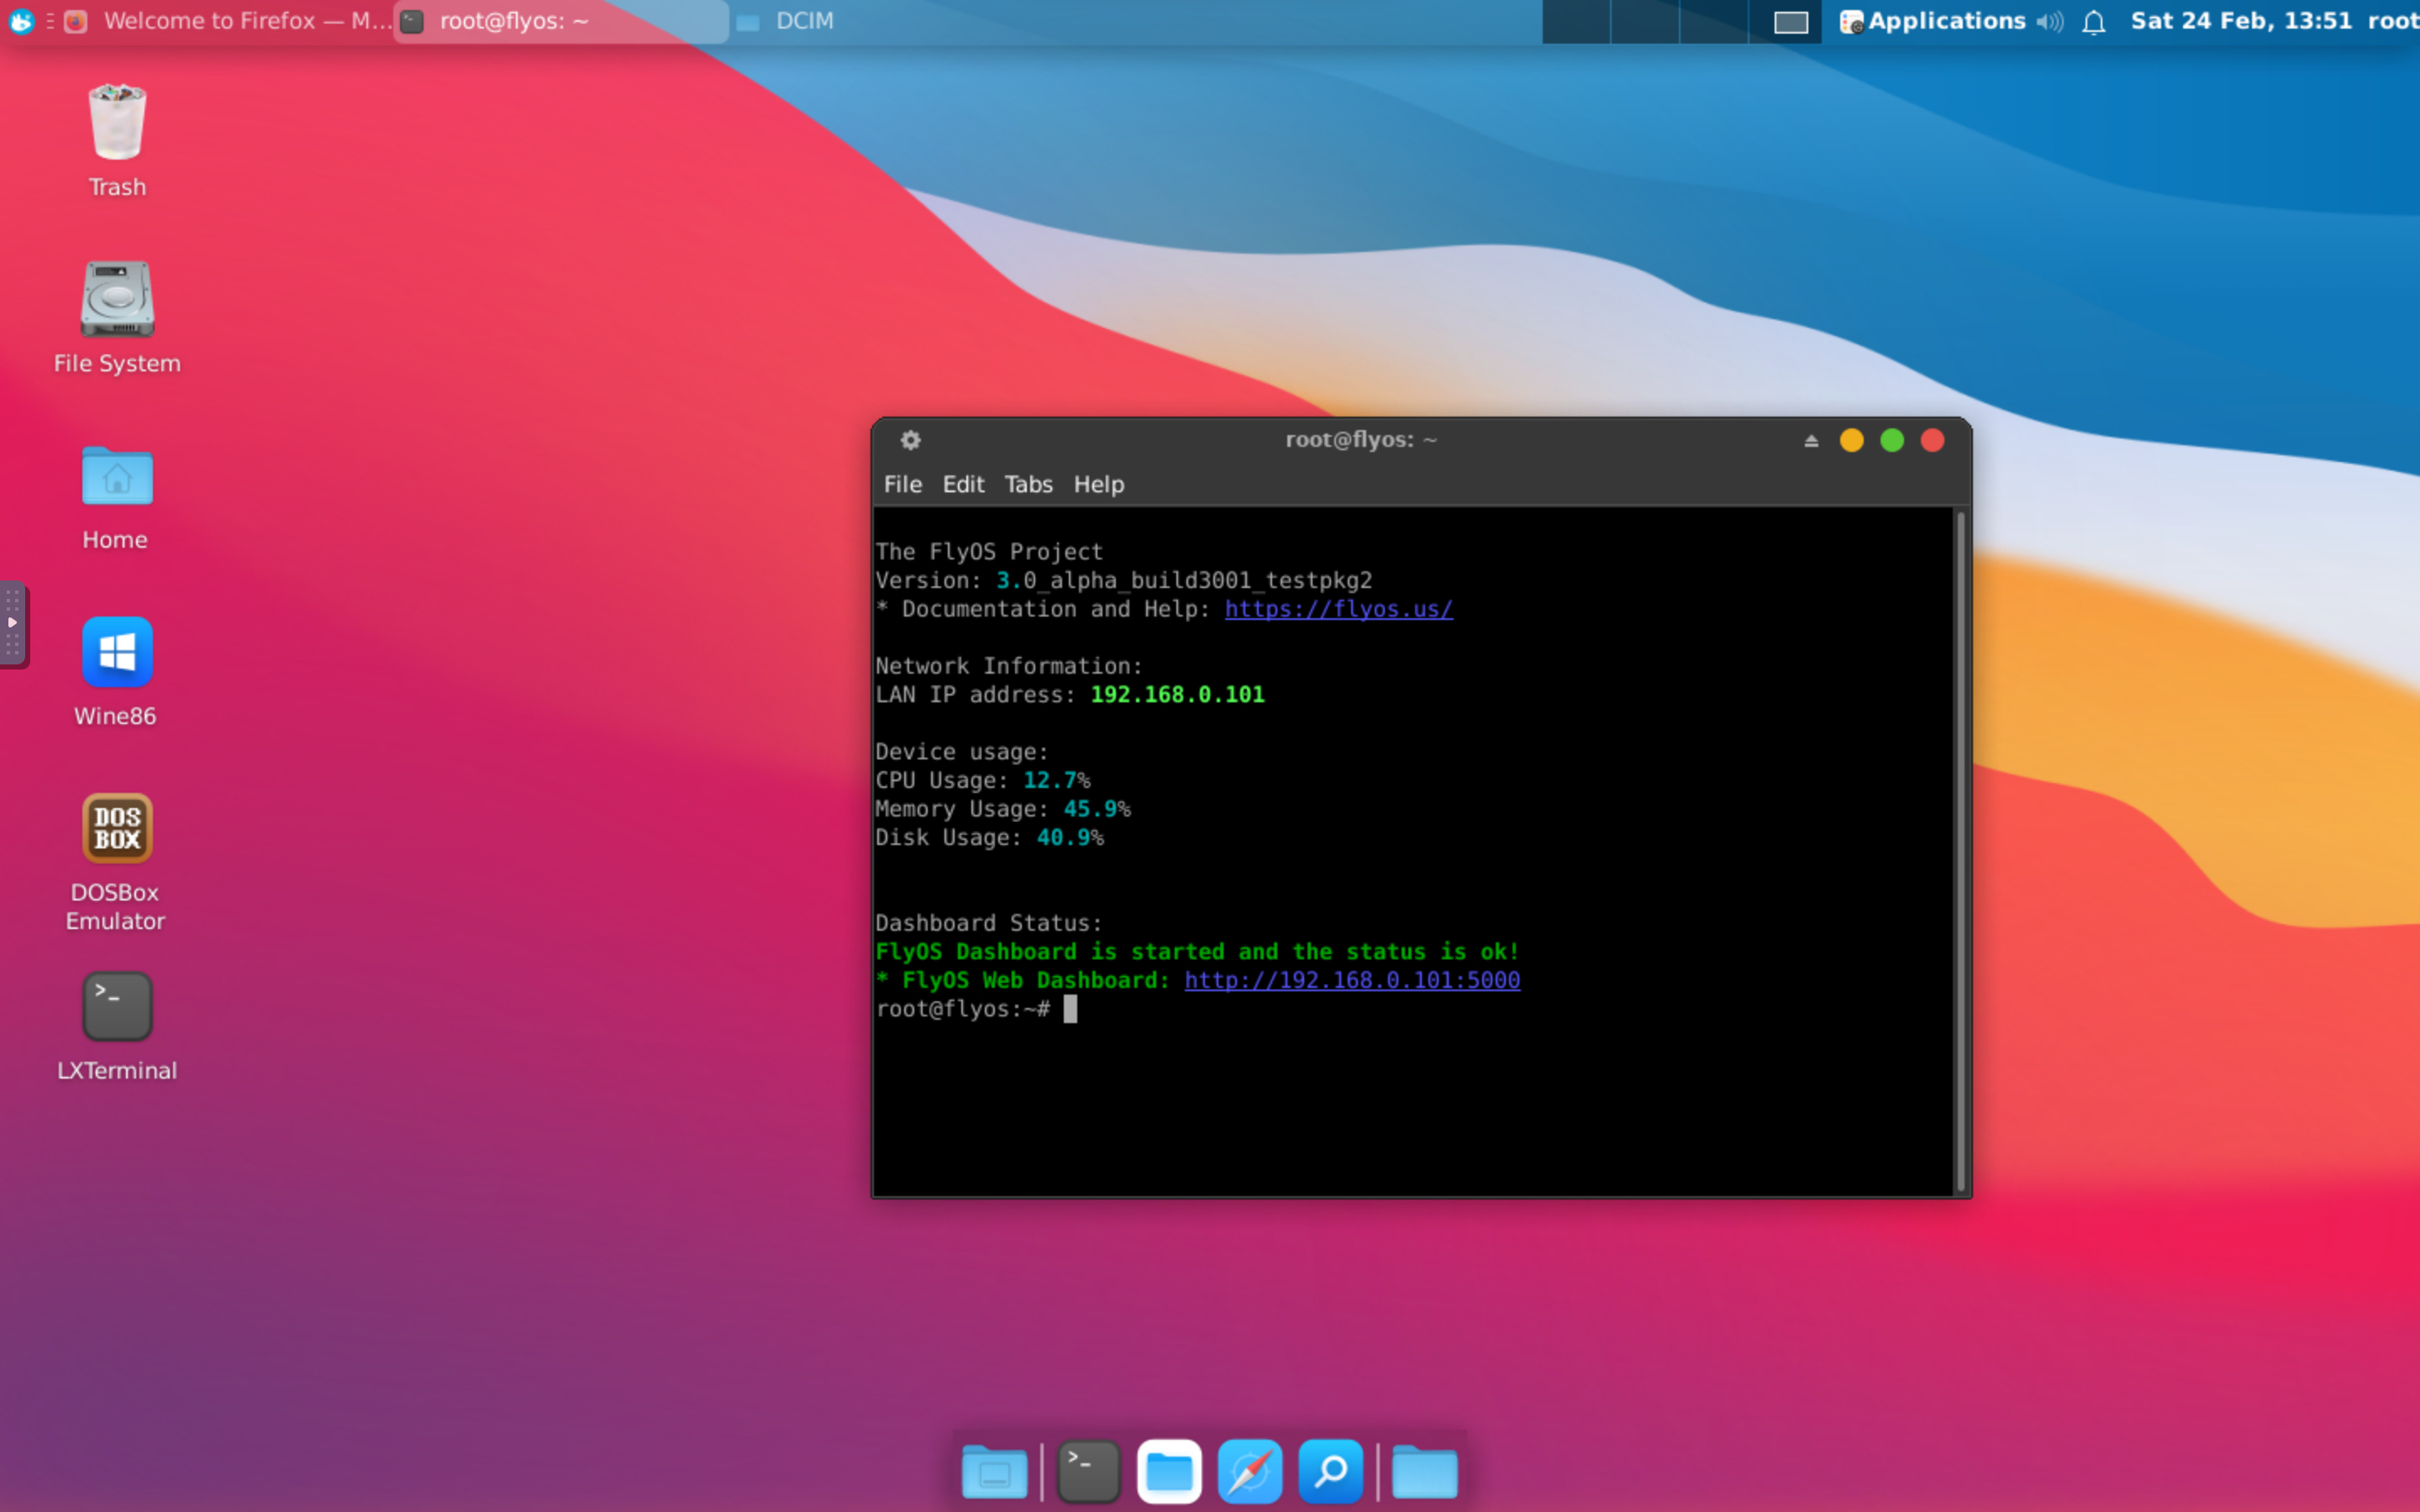 Welcome to Firefox — M...
root@flyos: ~
DCIM
Applications
Sat 24 Feb, 13:51
root
Trash
File System
Home
Wine86
DOS
BOX
DOSBox
Emulator
>_
LXTerminal
root@flyos: ~
File Edit Tabs Help
The FlyOS Project
Version: 3.0_alpha_build3001_testpkg2
* Documentation and Help: https://flyos.us/
Network Information:
LAN IP address: 192.168.0.101
Device usage:
CPU Usage: 12.7%
Memory Usage: 45.9%
Disk Usage: 40.9%
Dashboard Status:
FlyOS Dashboard is started and the status is ok!
* FlyOS Web Dashboard: http://192.168.0.101:5000
root@flyos:~#
>_